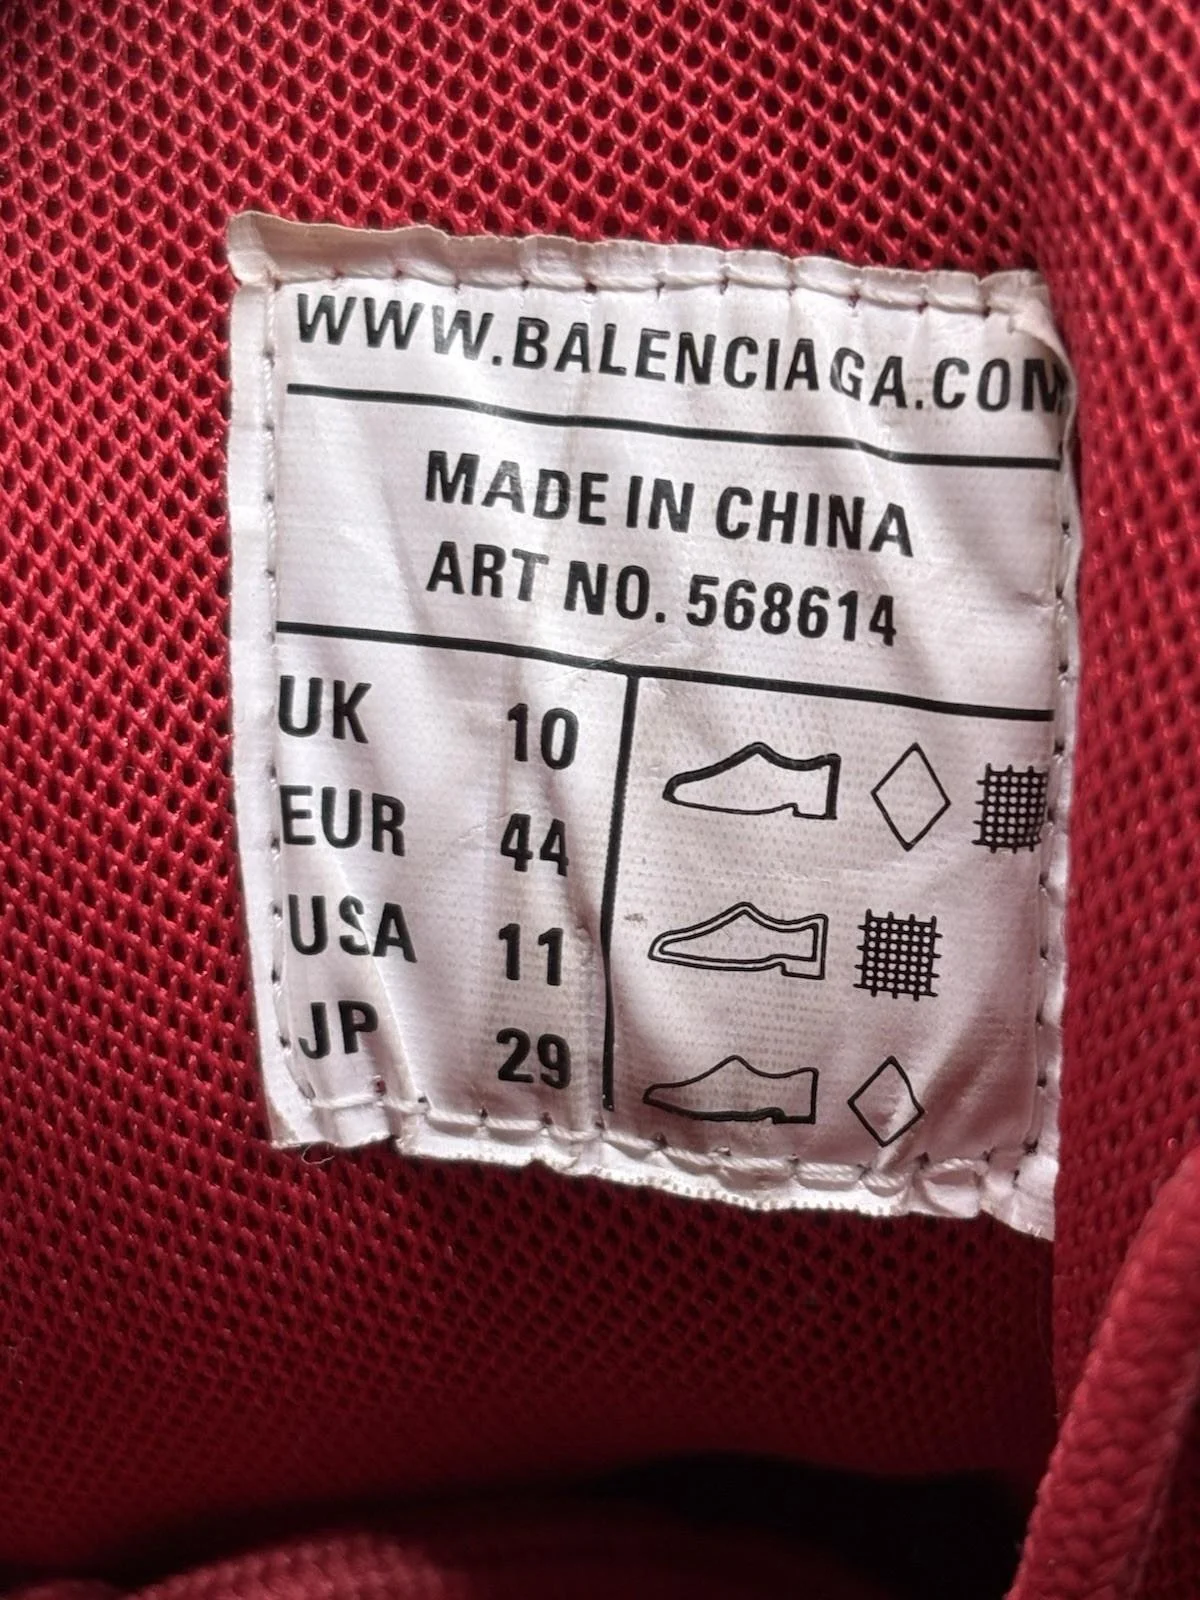 WWW.BALENCIAGA.COM
MADE IN CHINA
ART NO. 568614
UK 10
EUR 44
USA 11
JP 29